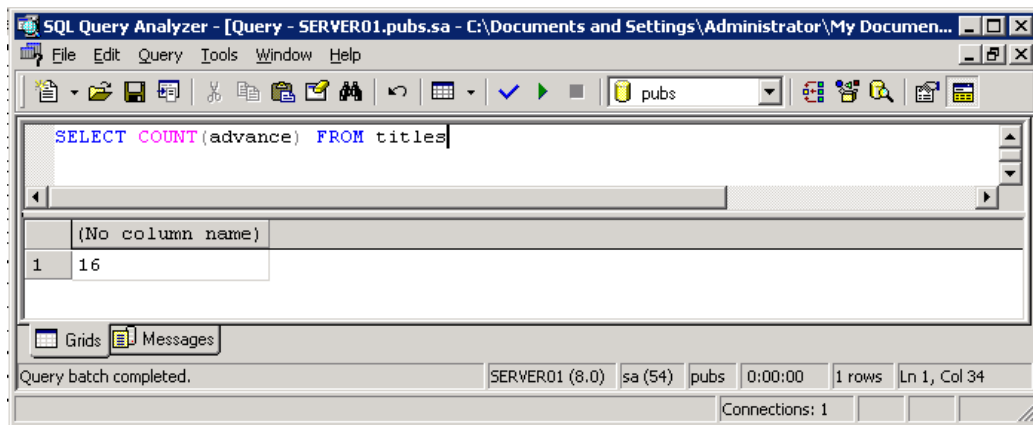 SQL Query Analyzer - [Query - SERVER01.pubs.sa - C:\Documents and Settings\Administrator\My Documen...
File Edit Query Tools Window Help
pubs
SELECT COUNT(advance) FROM titles
(No column name)
1 16
Grids Messages
Query batch completed. SERVER01 (8.0) sa (54) pubs 0:00:00 1 rows Ln 1, Col 34
Connections: 1